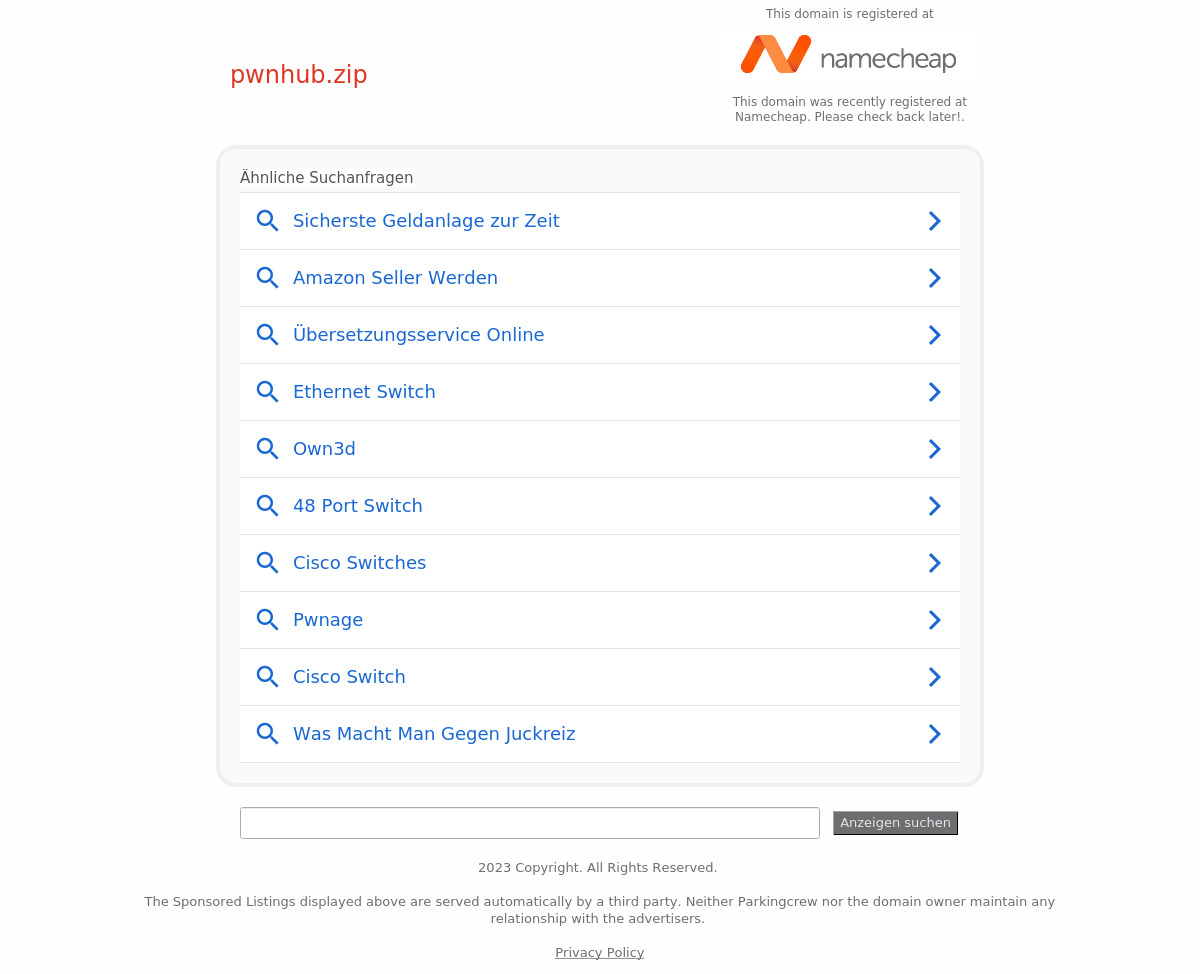 This domain is registered at
namecheap
pwnhub.zip
This domain was recently registered at
Namecheap. Please check back later!.
Ähnliche Suchanfragen
Sicherste Geldanlage zur Zeit
Amazon Seller Werden
Übersetzungsservice Online
Ethernet Switch
Own3d
48 Port Switch
Cisco Switches
Pwnage
Cisco Switch
Was Macht Man Gegen Juckreiz
Anzeigen suchen
2023 Copyright. All Rights Reserved.
The Sponsored Listings displayed above are served automatically by a third party. Neither Parkingcrew nor the domain owner maintain any
relationship with the advertisers.
Privacy Policy